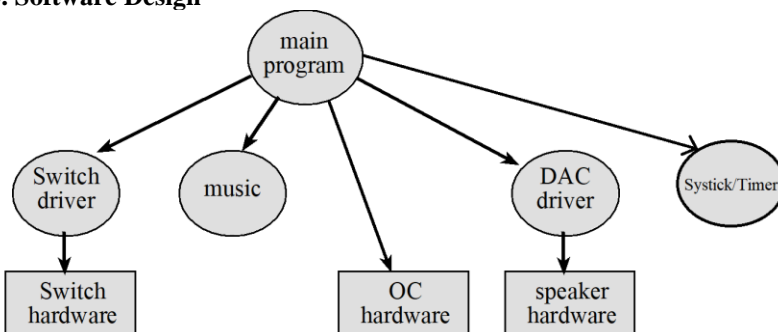 Software Design
main
program
Switch
driver
music
DAC
driver
Systick/Timer
Switch
hardware
OC
hardware
speaker
hardware